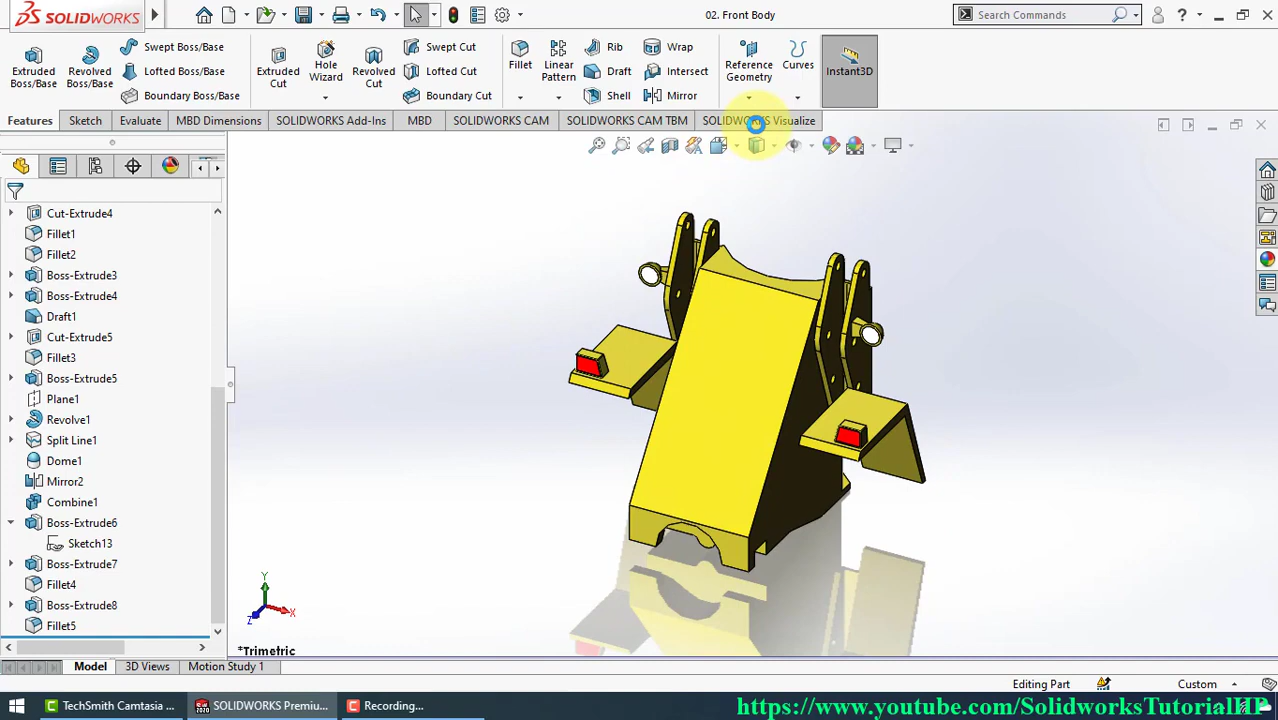 SOLIDWORKS
02. Front Body
Search Commands
Extruded Boss/Base
Revolved Boss/Base
Swept Boss/Base
Lofted Boss/Base
Boundary Boss/Base
Extruded Cut
Hole Wizard
Revolved Cut
Swept Cut
Lofted Cut
Boundary Cut
Fillet
Linear Pattern
Rib
Draft
Shell
Wrap
Intersect
Mirror
Reference Geometry
Curves
Instant3D
Features
Sketch
Evaluate
MBD Dimensions
SOLIDWORKS Add-Ins
MBD
SOLIDWORKS CAM
SOLIDWORKS CAM TBM
SOLIDWORKS Visualize
Cut-Extrude4
Fillet1
Fillet2
Boss-Extrude3
Boss-Extrude4
Draft1
Cut-Extrude5
Fillet3
Boss-Extrude5
Plane1
Revolve1
Split Line1
Dome1
Mirror2
Combine1
Boss-Extrude6
Sketch13
Boss-Extrude7
Fillet4
Boss-Extrude8
Fillet5
Y
X
Z
*Trimetric
Model
3D Views
Motion Study 1
Editing Part
Custom
TechSmith Camtasia ...
SOLIDWORKS Premiu...
Recording...
https://www.youtube.com/SolidworksTutorialHP